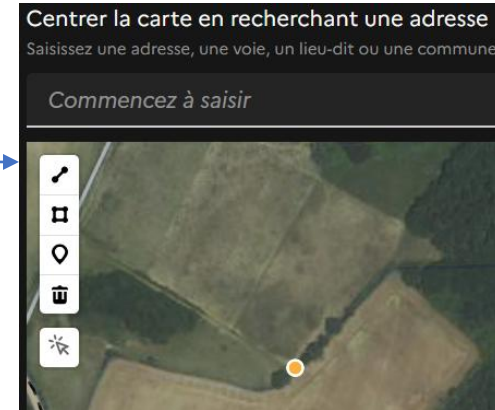 Centrer la carte en recherchant une adresse
Saisissez une adresse, une voie, un lieu-dit ou une commune
Commencez à saisir